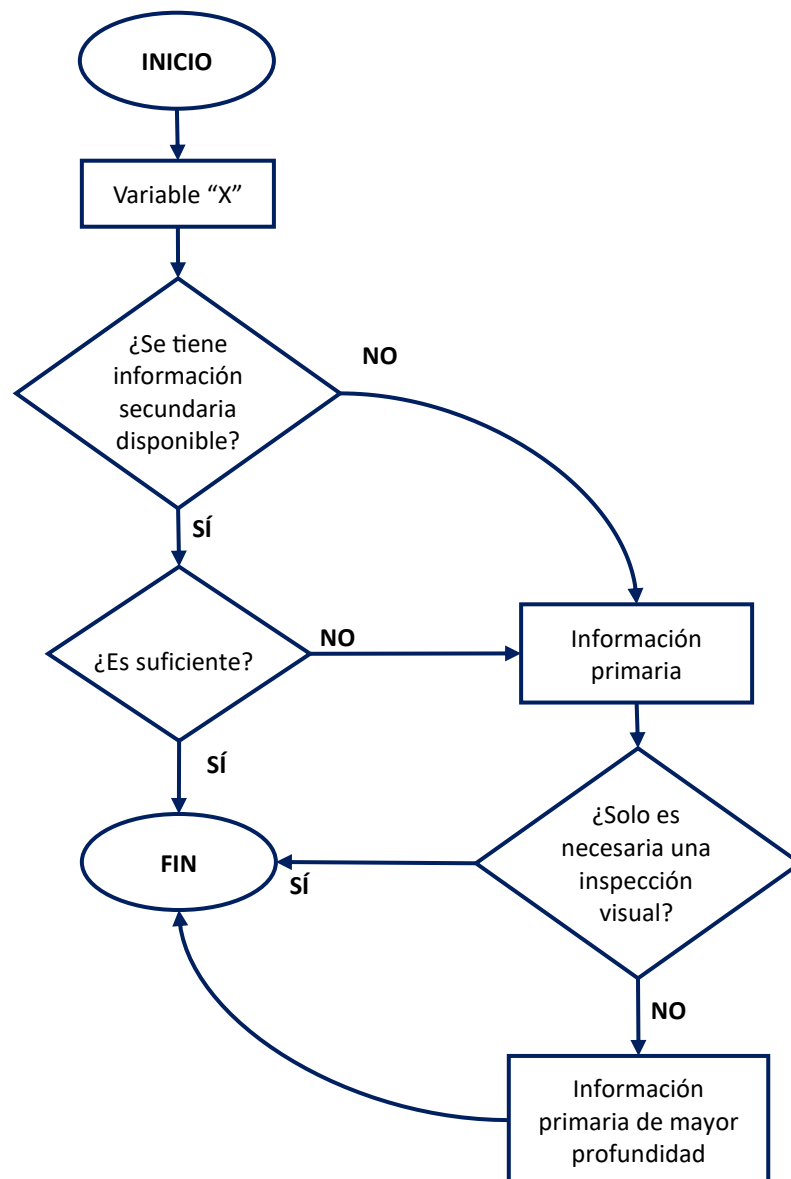 INICIO
Variable “X”
¿Se tiene
información
secundaria
disponible?
NO
SÍ
¿Es suficiente?
NO
Información
primaria
SÍ
¿Solo es
necesaria una
inspección
visual?
FIN
SÍ
NO
Información
primaria de mayor
profundidad